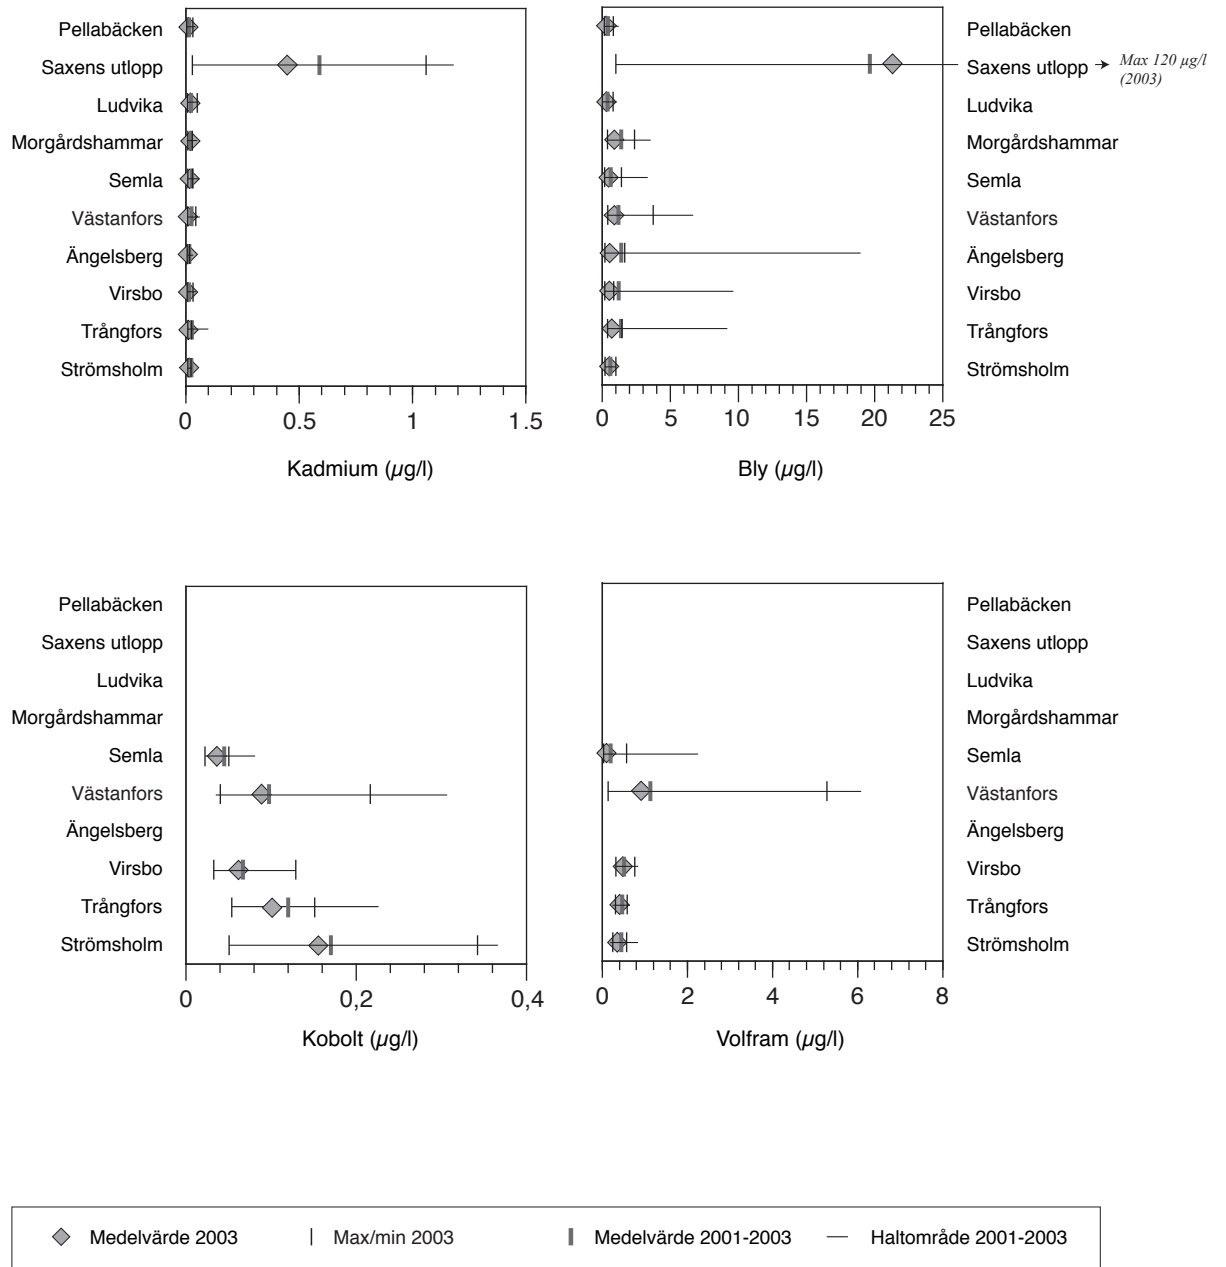 Pellabäcken
Saxens utlopp
Ludvika
Morgårdshammar
Semla
Västanfors
Ängelsberg
Virsbo
Trångfors
Strömsholm
0 0.5 1 1.5
Kadmium (µg/l)
Pellabäcken
Saxens utlopp
Max 120 µg/l
(2003)
Ludvika
Morgårdshammar
Semla
Västanfors
Ängelsberg
Virsbo
Trångfors
Strömsholm
0 5 10 15 20 25
Bly (µg/l)
Pellabäcken
Saxens utlopp
Ludvika
Morgårdshammar
Semla
Västanfors
Ängelsberg
Virsbo
Trångfors
Strömsholm
0 0,2 0,4
Kobolt (µg/l)
Pellabäcken
Saxens utlopp
Ludvika
Morgårdshammar
Semla
Västanfors
Ängelsberg
Virsbo
Trångfors
Strömsholm
0 2 4 6 8
Volfram (µg/l)
Medelvärde 2003 Max/min 2003 Medelvärde 2001-2003 Haltområde 2001-2003